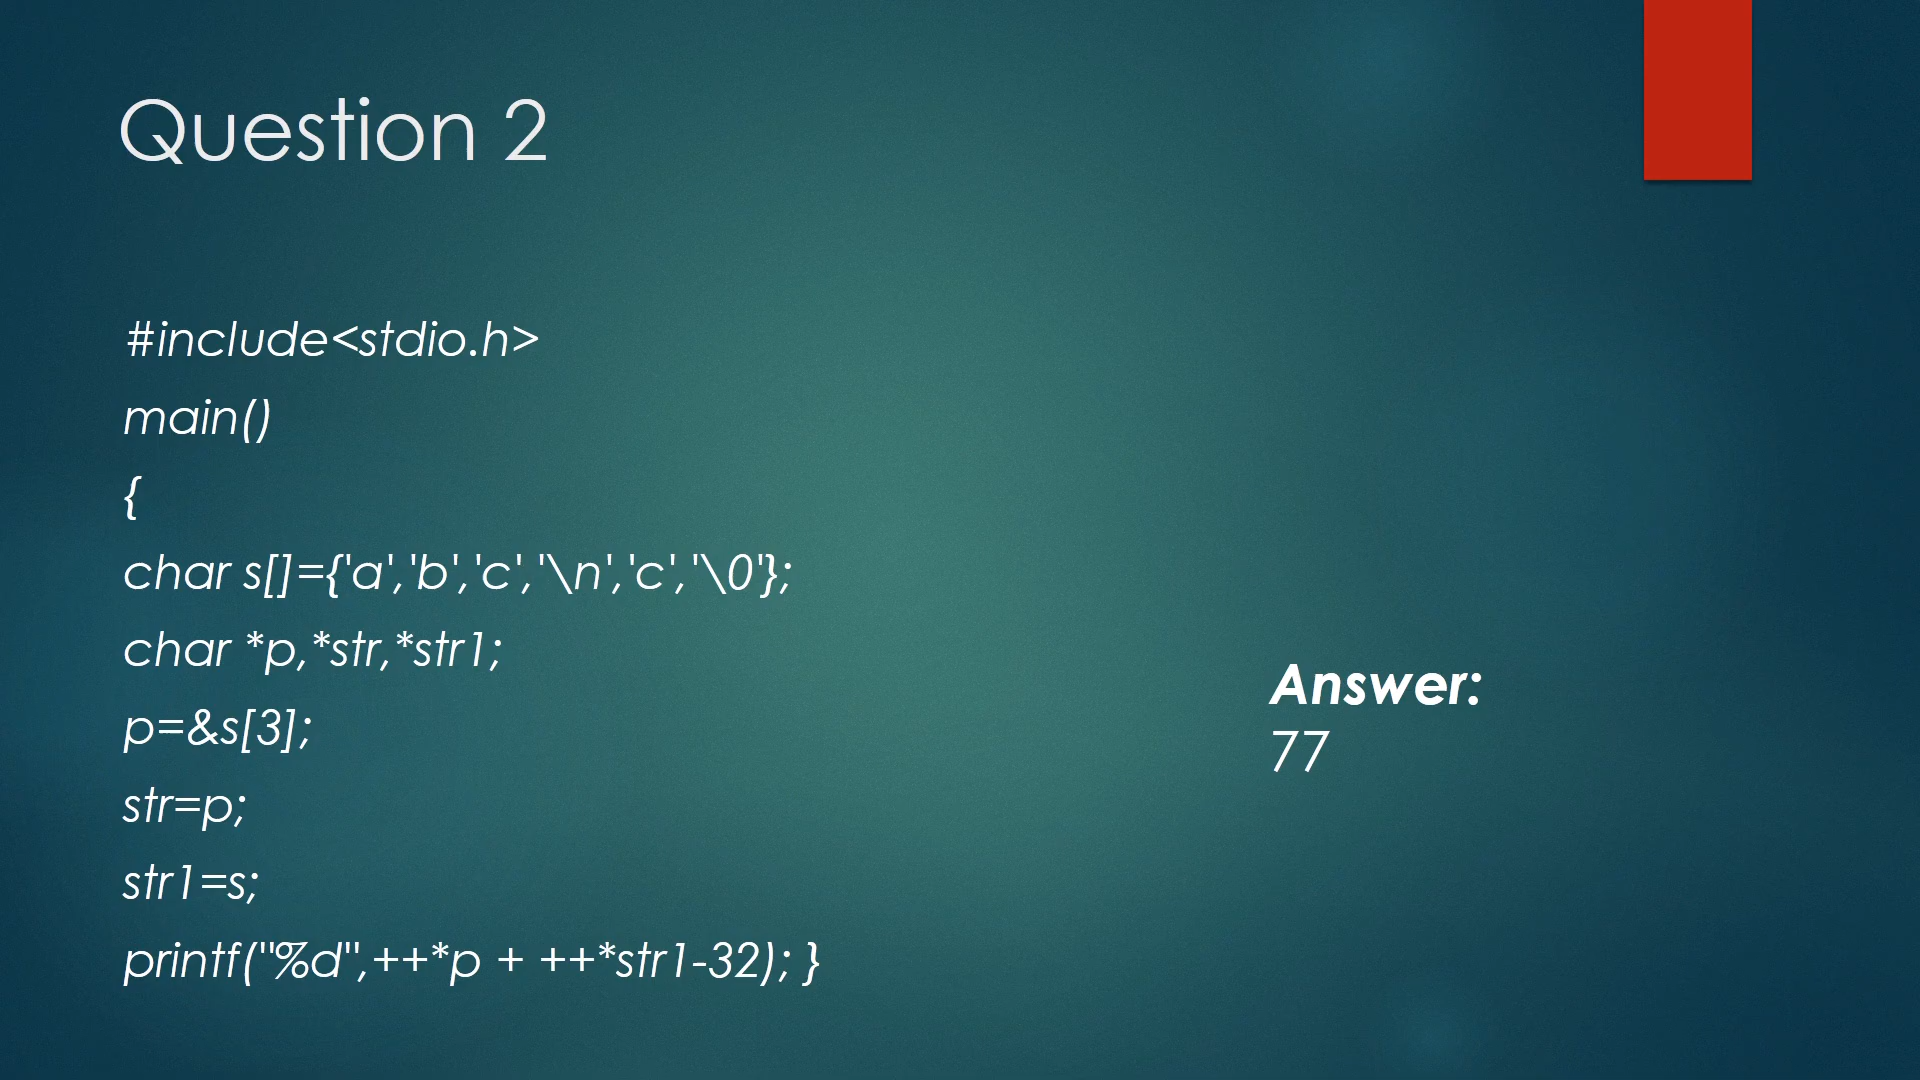 Question 2
#include<stdio.h>
main()
{
char s[]={'a','b','c','\n','c','\0'};
char *p,*str,*str1;
p=&s[3];
str=p;
str1=s;
printf("%d",++*p + ++*str1-32); }
Answer:
77